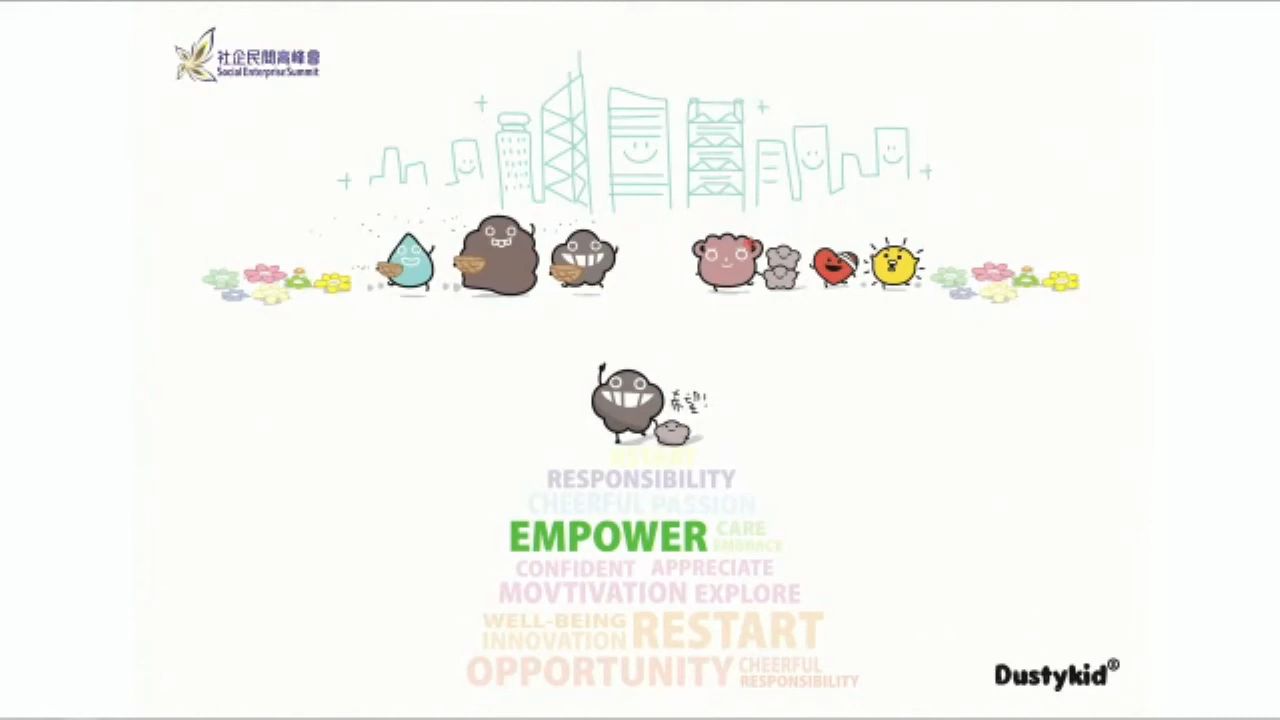 社企民間高峰會
Social Enterprise Summit
希望!
RESTART
RESPONSIBILITY
CHEERFUL PASSION
EMPOWER CARE
EMBRACE
CONFIDENT APPRECIATE
MOVTIVATION EXPLORE
WELL-BEING
INNOVATION RESTART
OPPORTUNITY CHEERFUL
RESPONSIBILITY
Dustykid®